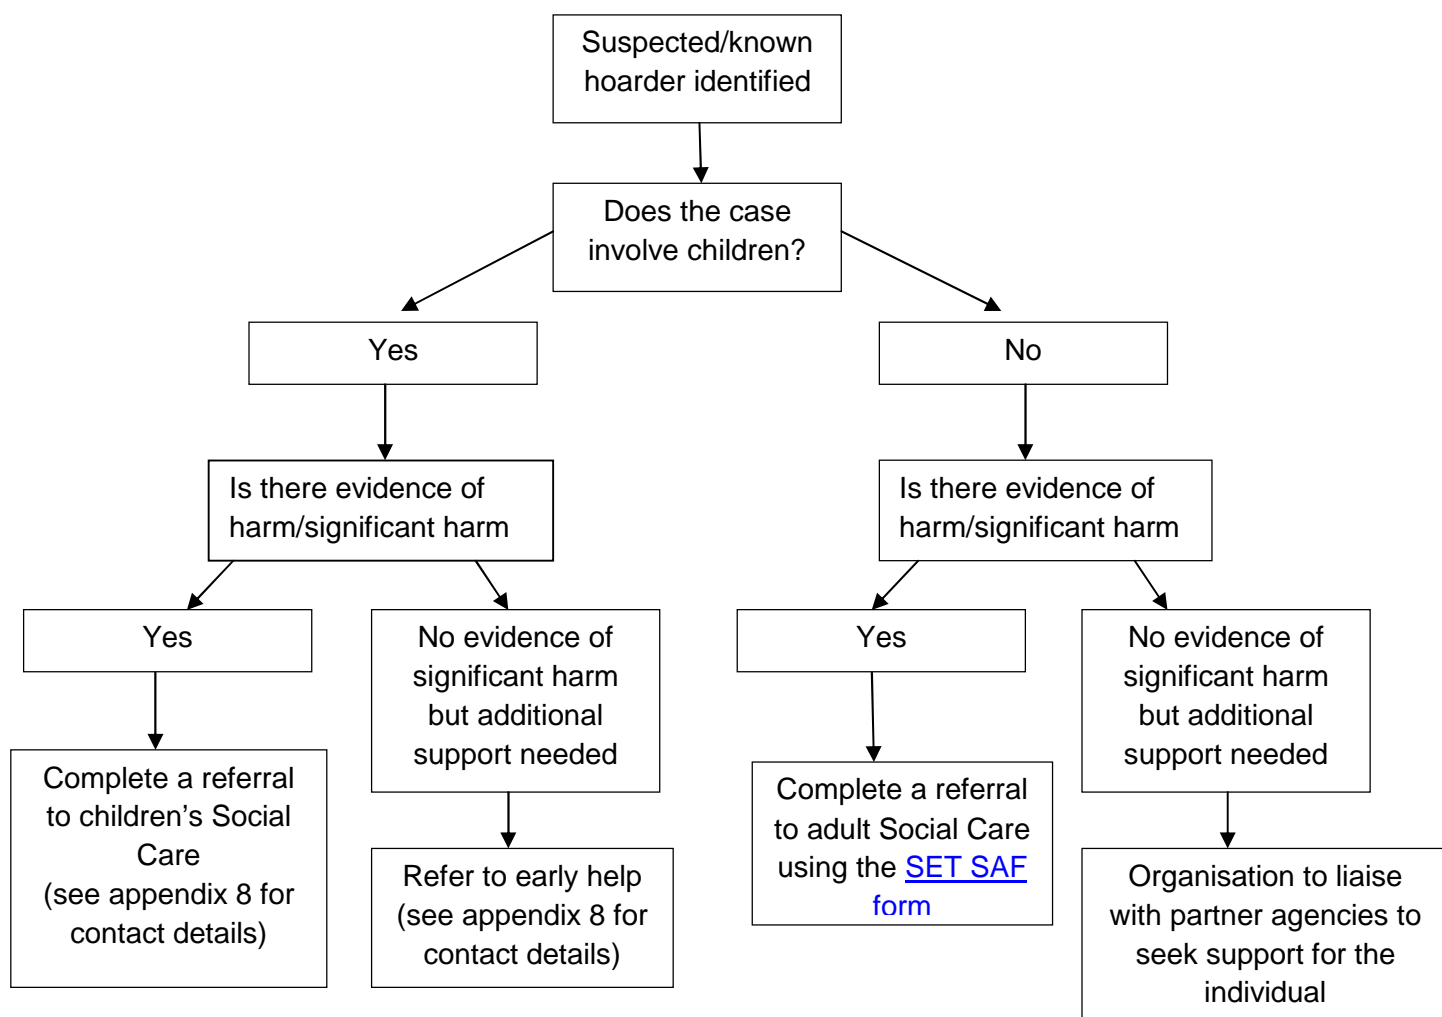 Suspected/known
hoarder identified
Does the case
involve children?
Yes
No
Is there evidence of
harm/significant harm
Is there evidence of
harm/significant harm
Yes
No evidence of
significant harm
but additional
support needed
Yes
No evidence of
significant harm
but additional
support needed
Complete a referral
to children’s Social
Care
(see appendix 8 for
contact details)
Refer to early help
(see appendix 8 for
contact details)
Complete a referral
to adult Social Care
using the SET SAF
form
Organisation to liaise
with partner agencies to
seek support for the
individual